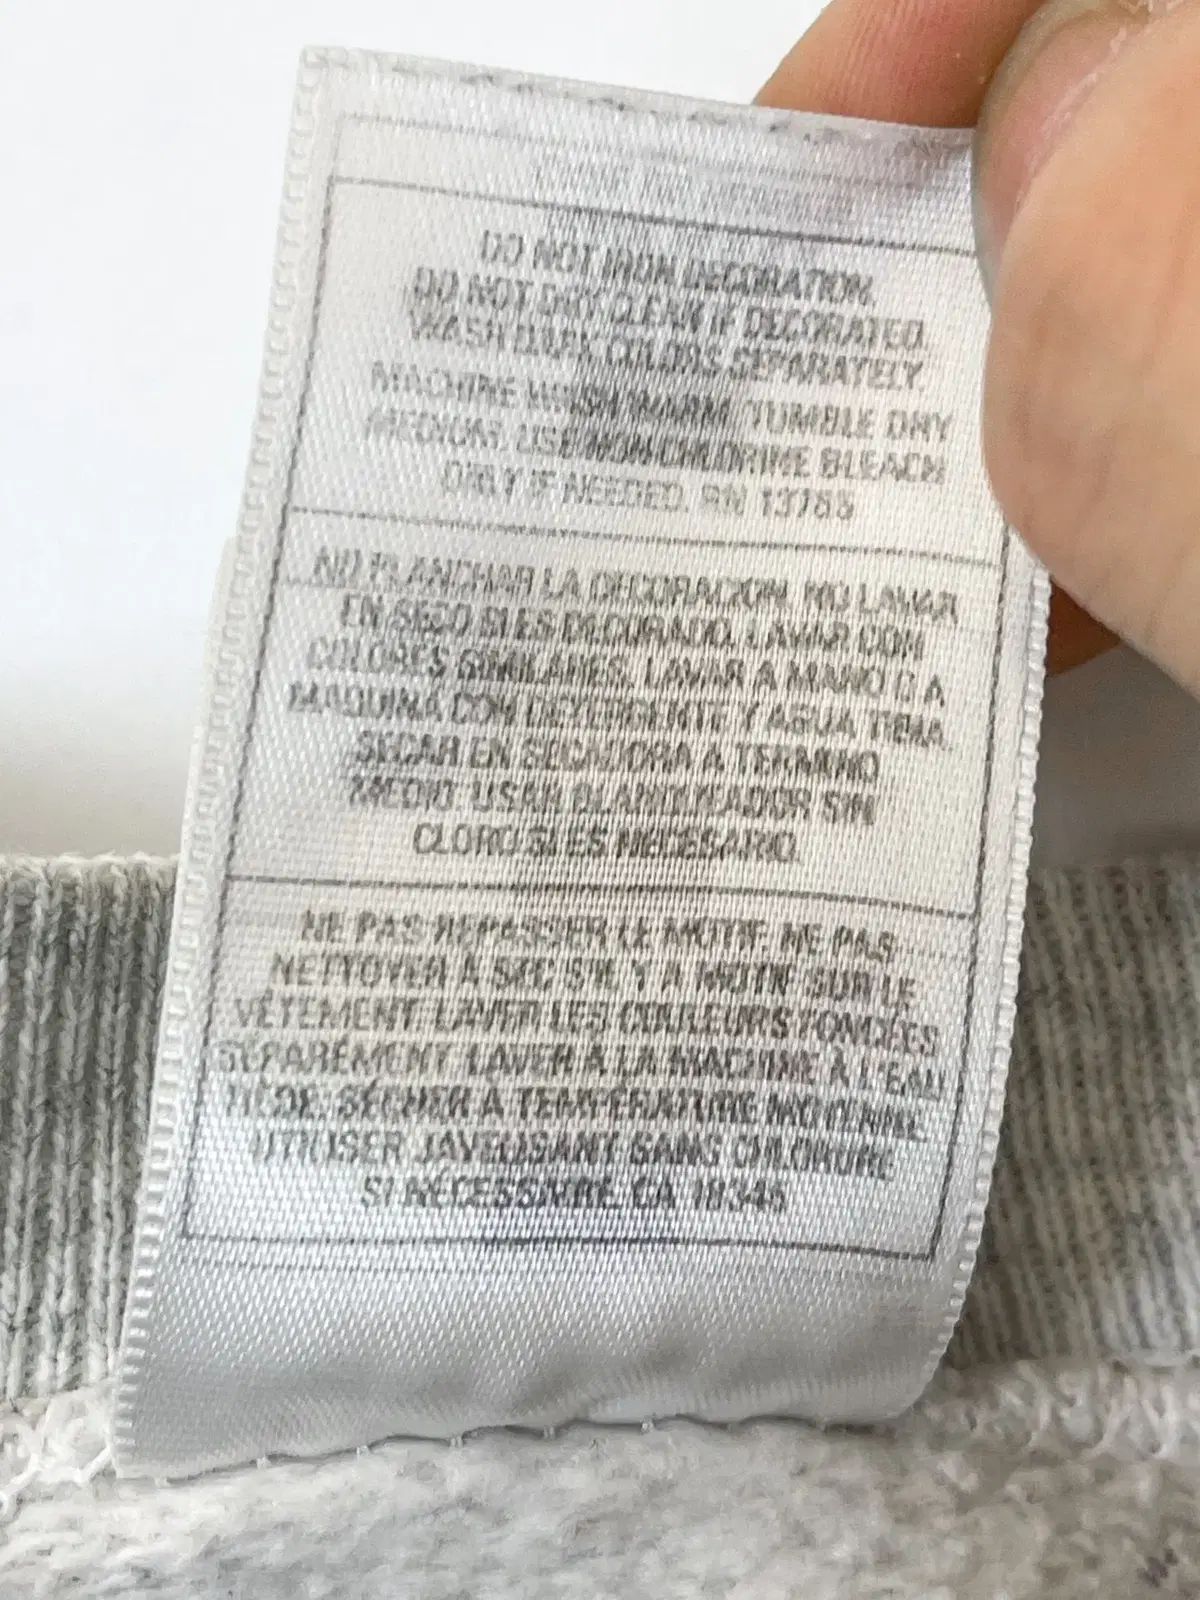 DO NOT IRON DECORATION.
DO NOT DRY CLEAN IF DECORATED.
WASH DARK COLORS SEPARATELY.
MACHINE WASH WARM. TUMBLE DRY
MEDIUM. USE NON-CHLORINE BLEACH
ONLY IF NEEDED. RN 13765
NO PLANCHAR LA DECORACION. NO LAVAR
EN SECO SI ES DECORADO. LAVAR CON
COLORES SIMILARES. LAVAR A MANO O A
MAQUINA CON DETERGENTE Y AGUA TIBIA.
SECAR EN SECADORA A TERMINO
MEDIO. USAR BLANQUEADOR SIN
CLORO SI ES NECESARIO.
NE PAS REPASSER LE MOTIF. NE PAS
NETTOYER À SEC S'IL Y A MOTIF SUR LE
VÊTEMENT. LAVER LES COULEURS FONCÉES
SÉPARÉMENT. LAVER À LA MACHINE À L'EAU
TIÈDE. SÉCHER À TEMPÉRATURE MOYENNE.
UTILISER JAVELLISANT SANS CHLORURE
SI NÉCESSAIRE. CA 18346